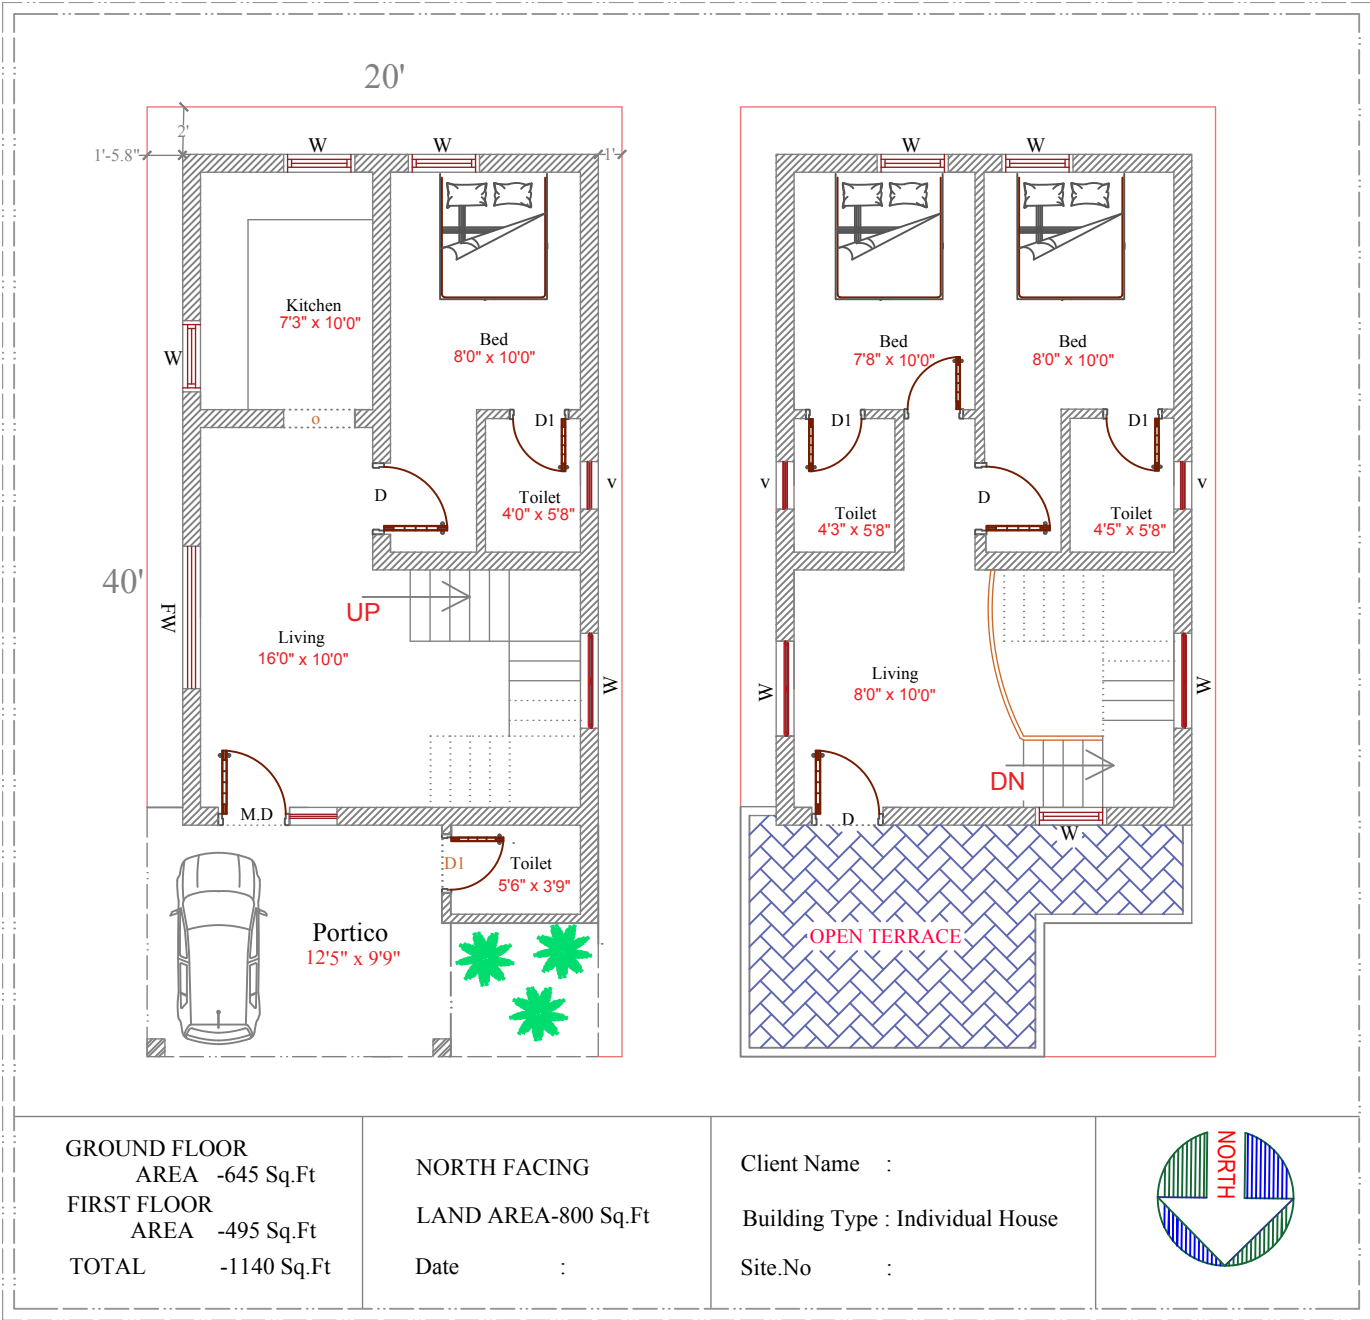 20'
2'
1'-5.8"
1'
W
W
W
W
Kitchen
7'3" x 10'0"
Bed
8'0" x 10'0"
Bed
7'8" x 10'0"
Bed
8'0" x 10'0"
W
o
D1
D1
D1
D
Toilet
4'0" x 5'8"
v
v
Toilet
4'3" x 5'8"
D
Toilet
4'5" x 5'8"
v
40'
FW
UP
Living
16'0" x 10'0"
W
W
Living
8'0" x 10'0"
W
DN
M.D
D
W
D1
Toilet
5'6" x 3'9"
Portico
12'5" x 9'9"
OPEN TERRACE
GROUND FLOOR
AREA -645 Sq.Ft
FIRST FLOOR
AREA -495 Sq.Ft
TOTAL -1140 Sq.Ft
NORTH FACING
LAND AREA-800 Sq.Ft
Date :
Client Name :
Building Type : Individual House
Site.No :
NORTH